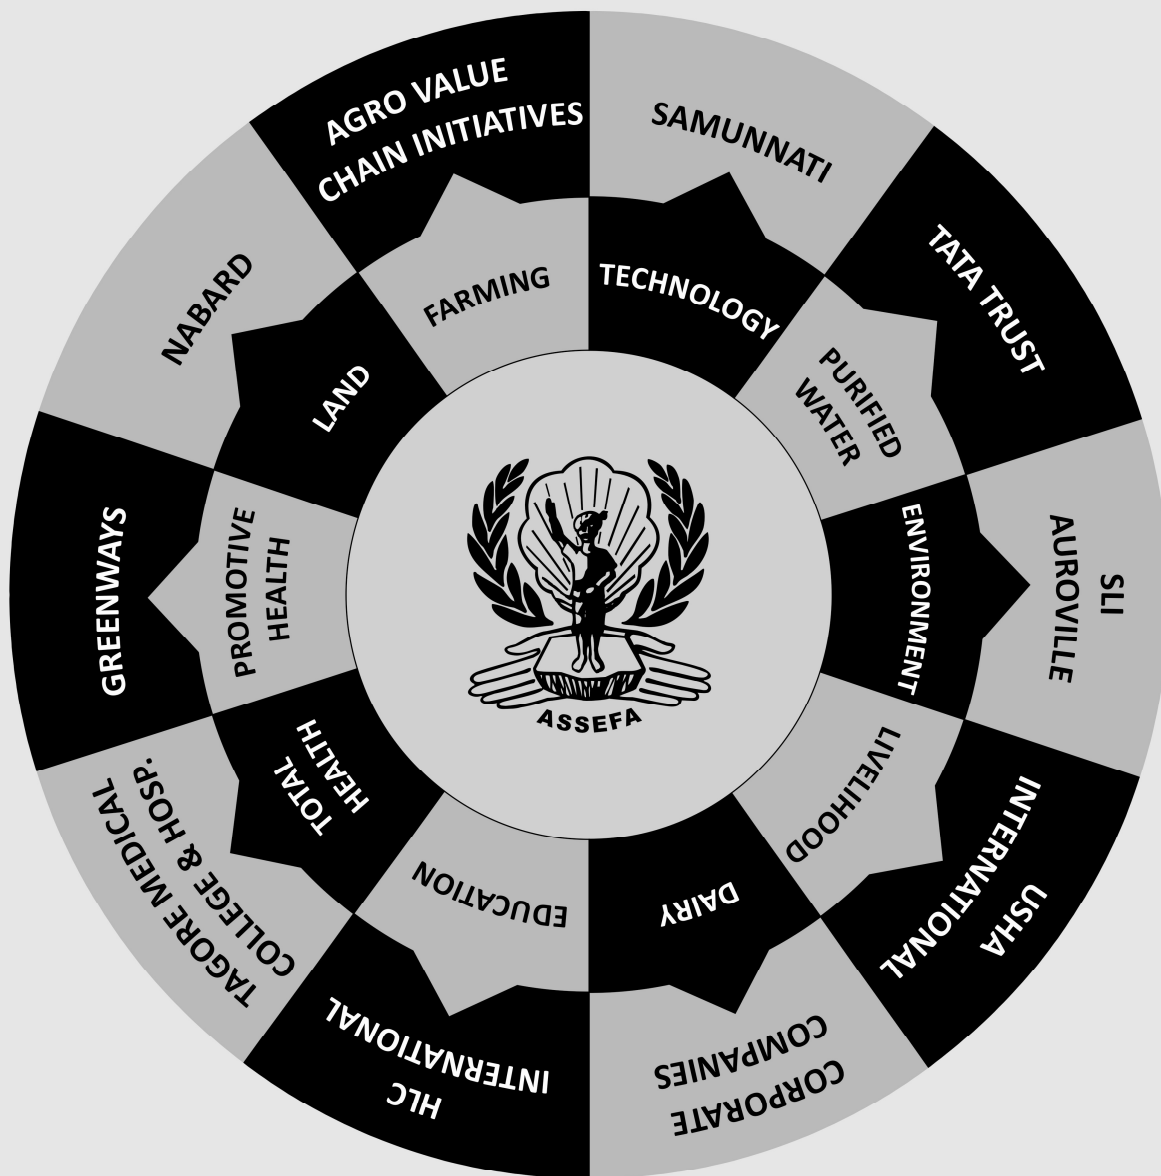 AGRO VALUE
CHAIN INITIATIVES
SAMUNNATI
TATA TRUST
SLI
AUROVILLE
USHA
INTERNATIONAL
CORPORATE
COMPANIES
HLC
INTERNATIONAL
TAGORE MEDICAL
COLLEGE & HOSP.
GREENWAYS
NABARD
FARMING
TECHNOLOGY
PURIFIED
WATER
ENVIRONMENT
LIVELIHOOD
DAIRY
EDUCATION
TOTAL
HEALTH
PROMOTIVE
HEALTH
LAND
ASSEFA